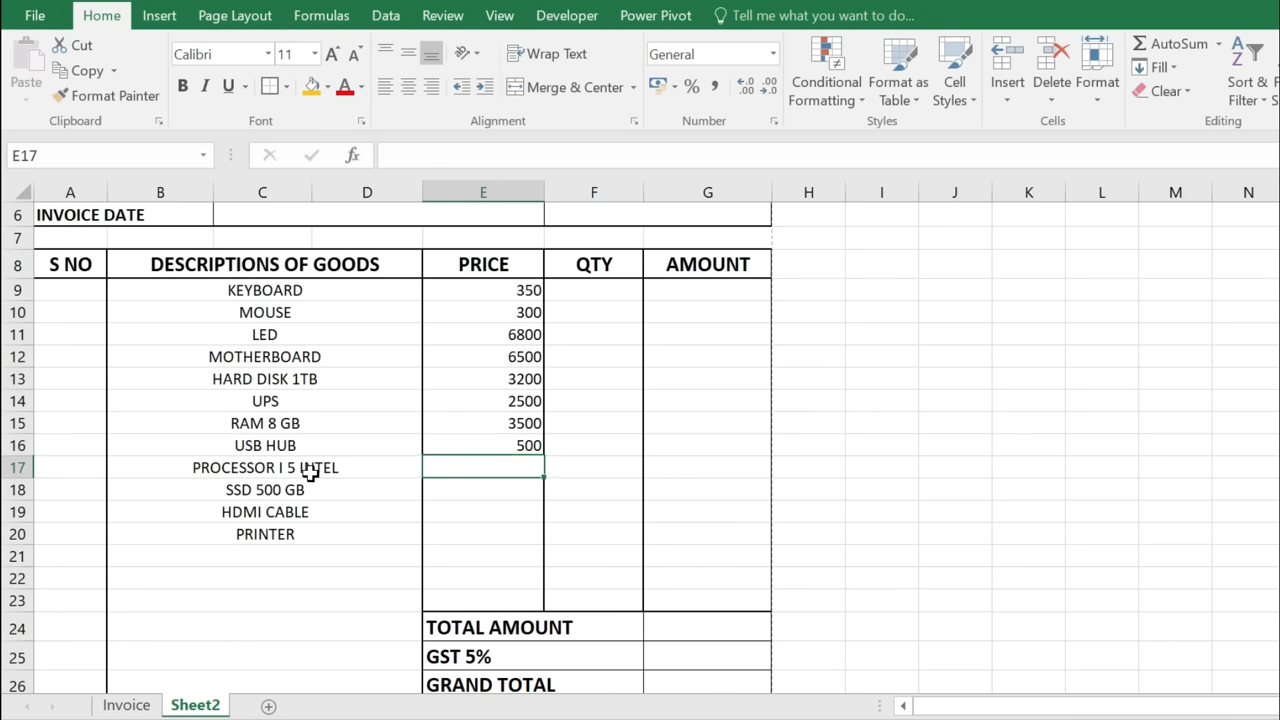 File Home Insert Page Layout Formulas Data Review View Developer Power Pivot Tell me what you want to do...
Cut
Copy
Format Painter
Paste
Clipboard
Calibri 11 A A
B I U A
Font
Wrap Text
Merge & Center
Alignment
General
% , .0 .00 .00 .0
Number
Conditional Formatting
Format as Table
Cell Styles
Styles
Insert Delete Format
Cells
AutoSum
Fill
Clear
Sort &
Filter
Editing
E17 fx
A B C D E F G H I J K L M N
6 INVOICE DATE
7
8 S NO DESCRIPTIONS OF GOODS PRICE QTY AMOUNT
9 KEYBOARD 350
10 MOUSE 300
11 LED 6800
12 MOTHERBOARD 6500
13 HARD DISK 1TB 3200
14 UPS 2500
15 RAM 8 GB 3500
16 USB HUB 500
17 PROCESSOR I 5 INTEL
18 SSD 500 GB
19 HDMI CABLE
20 PRINTER
21
22
23
24 TOTAL AMOUNT
25 GST 5%
26 GRAND TOTAL
Invoice Sheet2